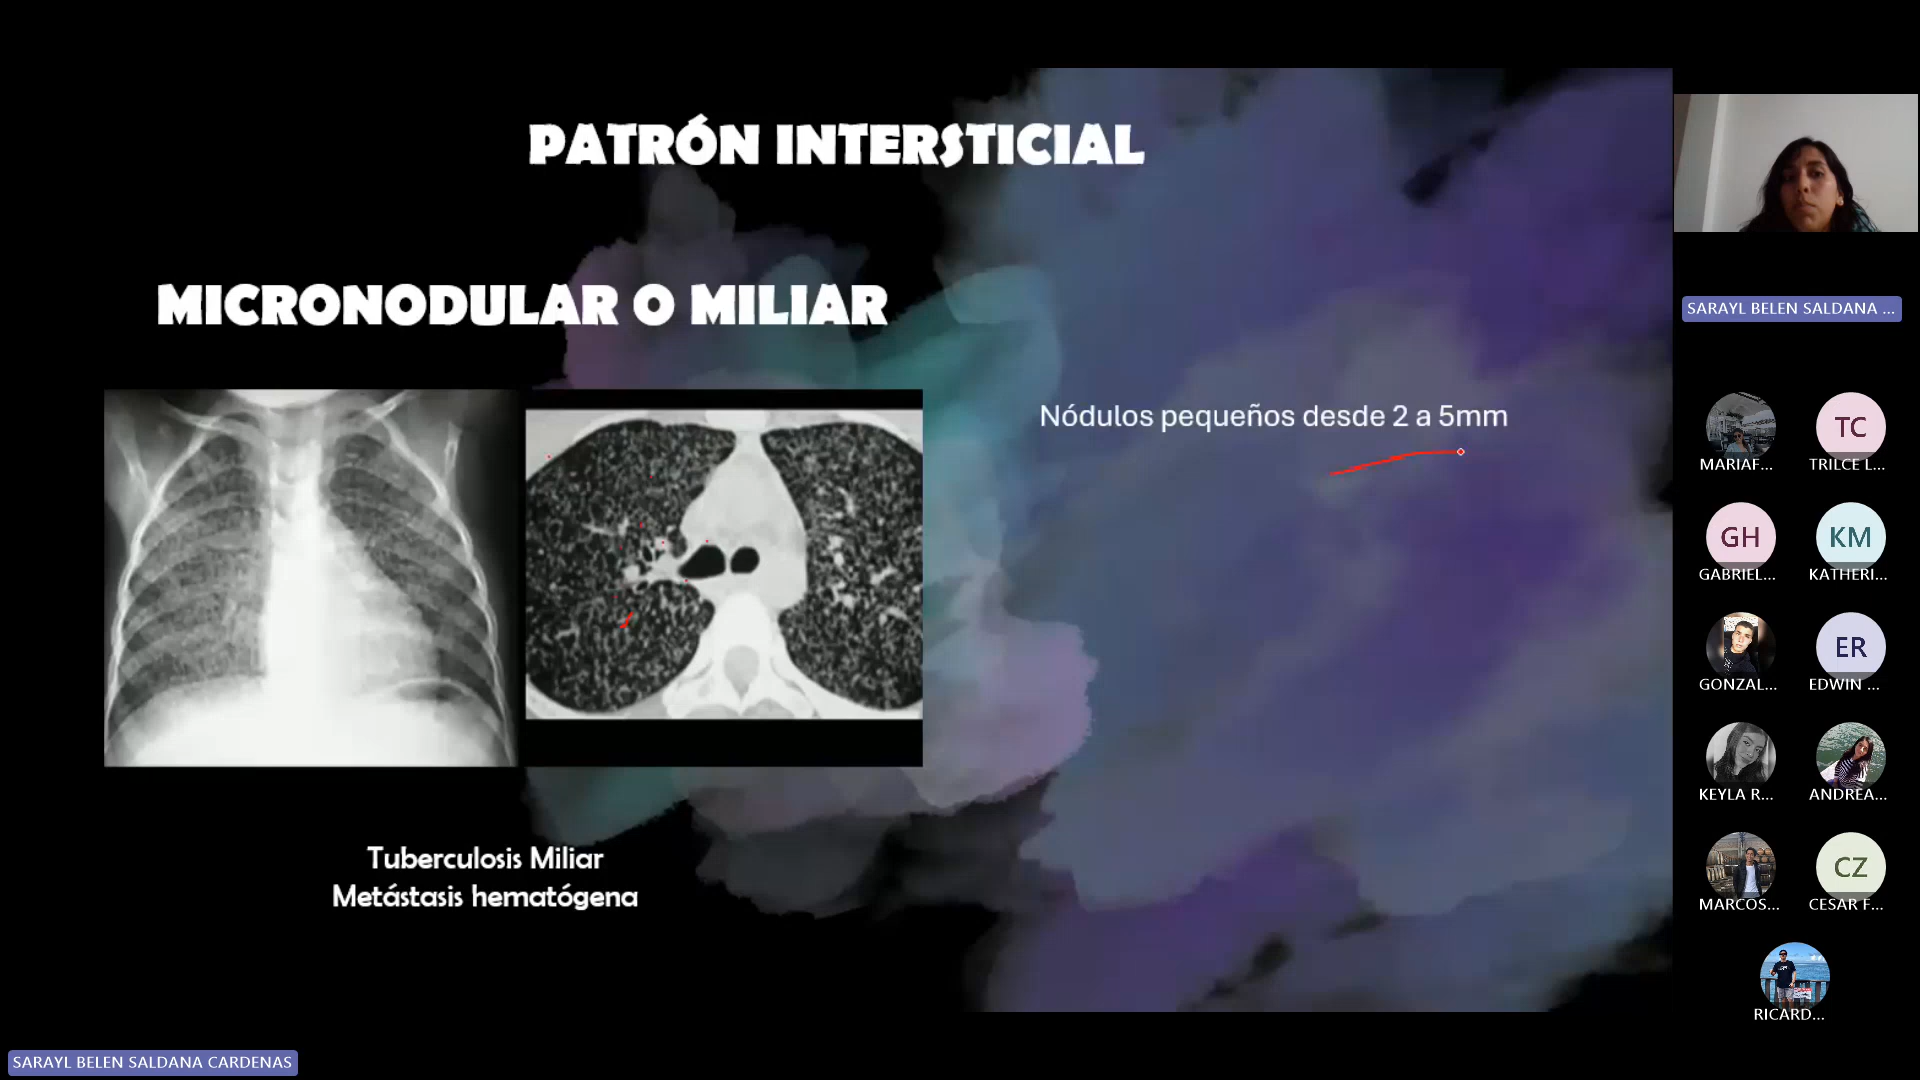 PATRÓN INTERSTICIAL
MICRONODULAR O MILIAR
Nódulos pequeños desde 2 a 5mm
Tuberculosis Miliar
Metástasis hematógena
SARAYL BELEN SALDANA ...
MARIAF...
TC
TRILCE L...
GH
GABRIEL...
KM
KATHERI...
GONZAL...
ER
EDWIN ...
KEYLA R...
ANDREA...
MARCOS...
CZ
CESAR F...
RICARD...
SARAYL BELEN SALDANA CARDENAS